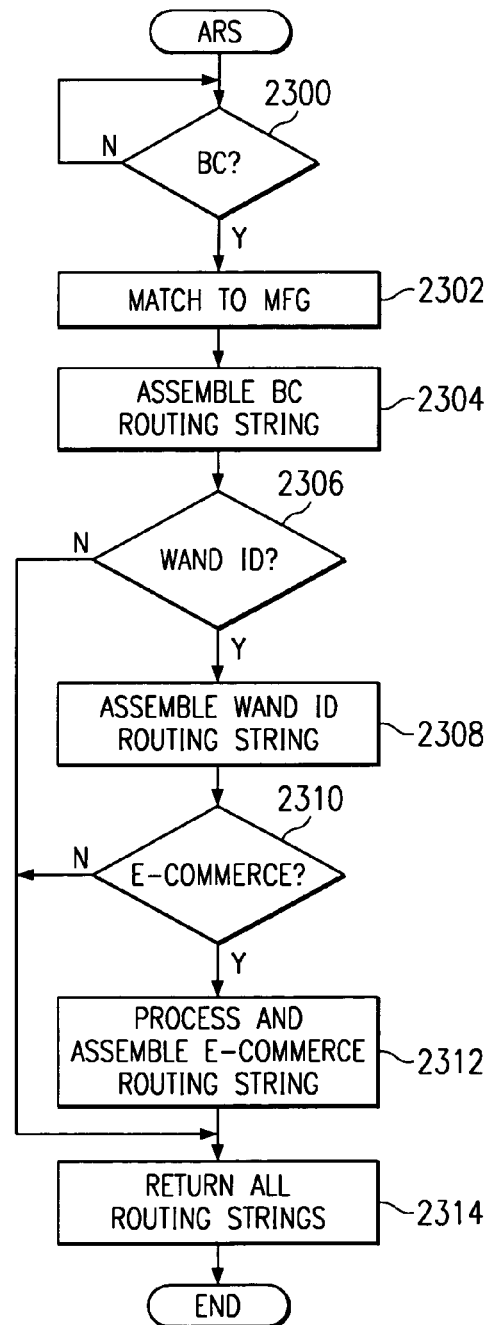 ARS
2300
BC?
N
Y
MATCH TO MFG
2302
ASSEMBLE BC
ROUTING STRING
2304
2306
WAND ID?
N
Y
ASSEMBLE WAND ID
ROUTING STRING
2308
2310
E-COMMERCE?
N
Y
PROCESS AND
ASSEMBLE E-COMMERCE
ROUTING STRING
2312
RETURN ALL
ROUTING STRINGS
2314
END